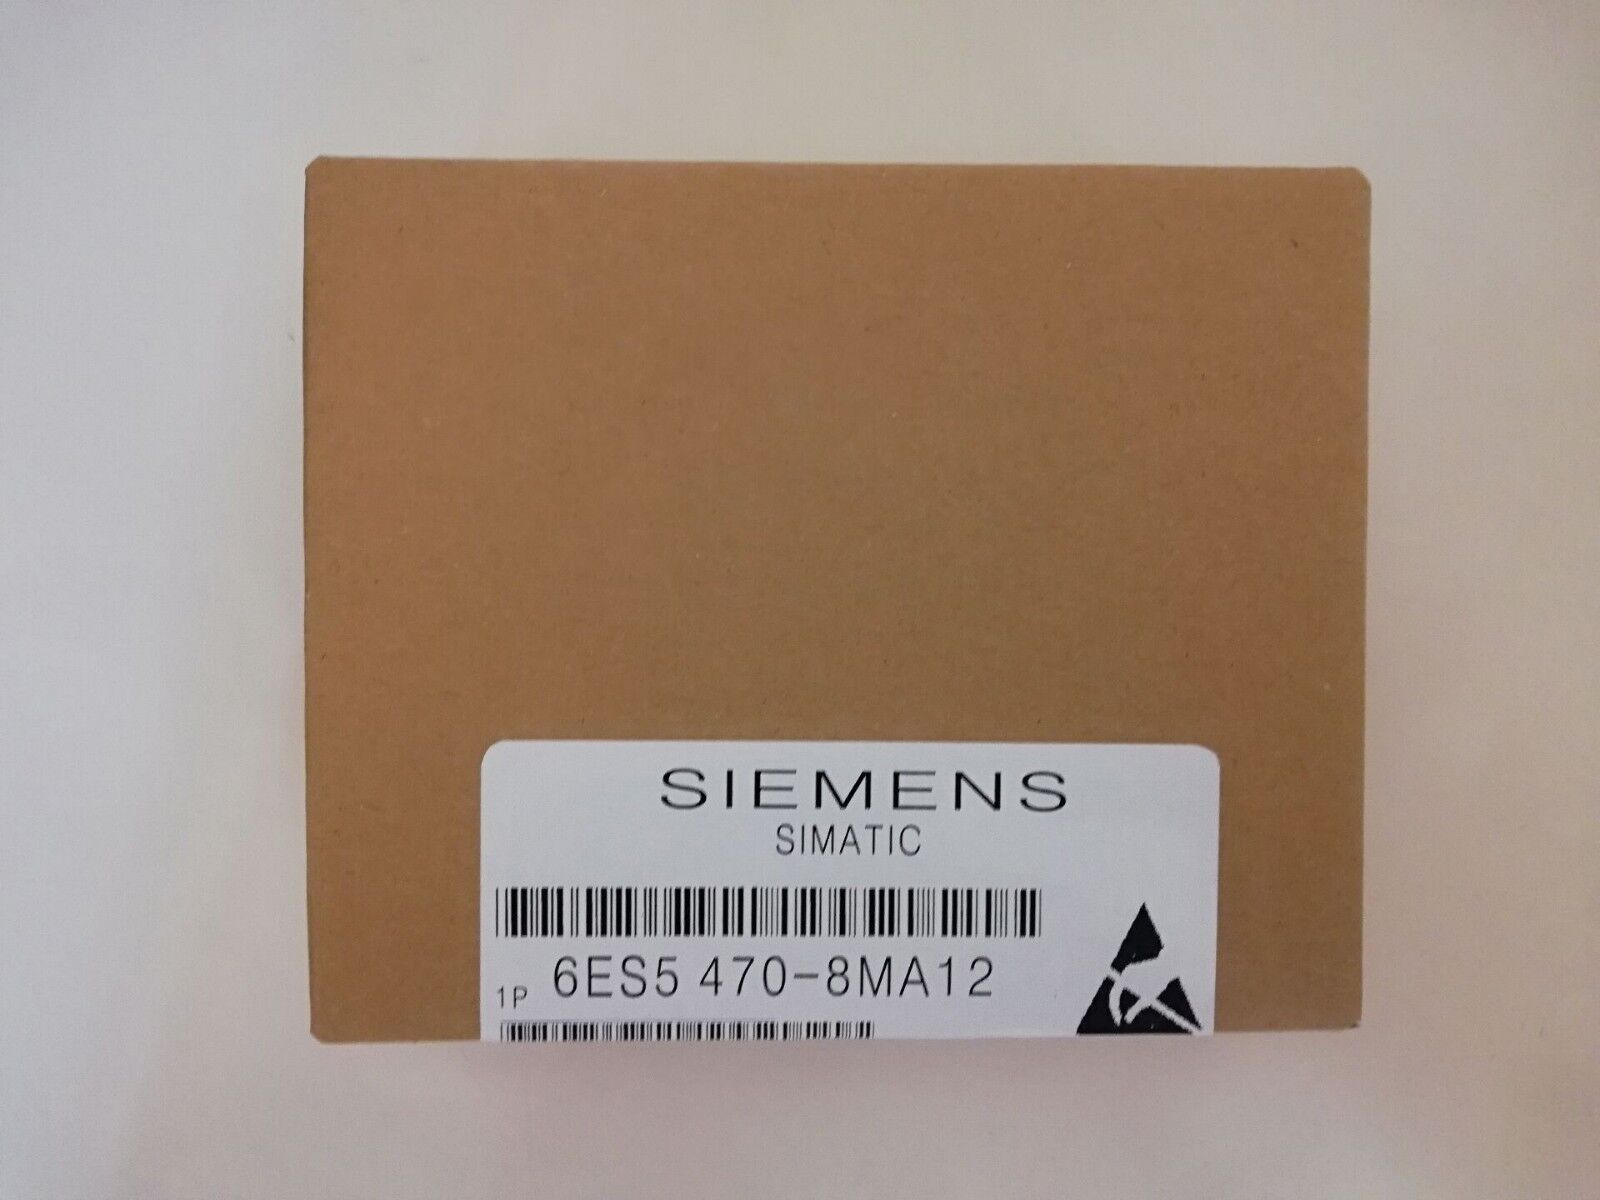 SIEMENS
SIMATIC
1P 6ES5 470-8MA12